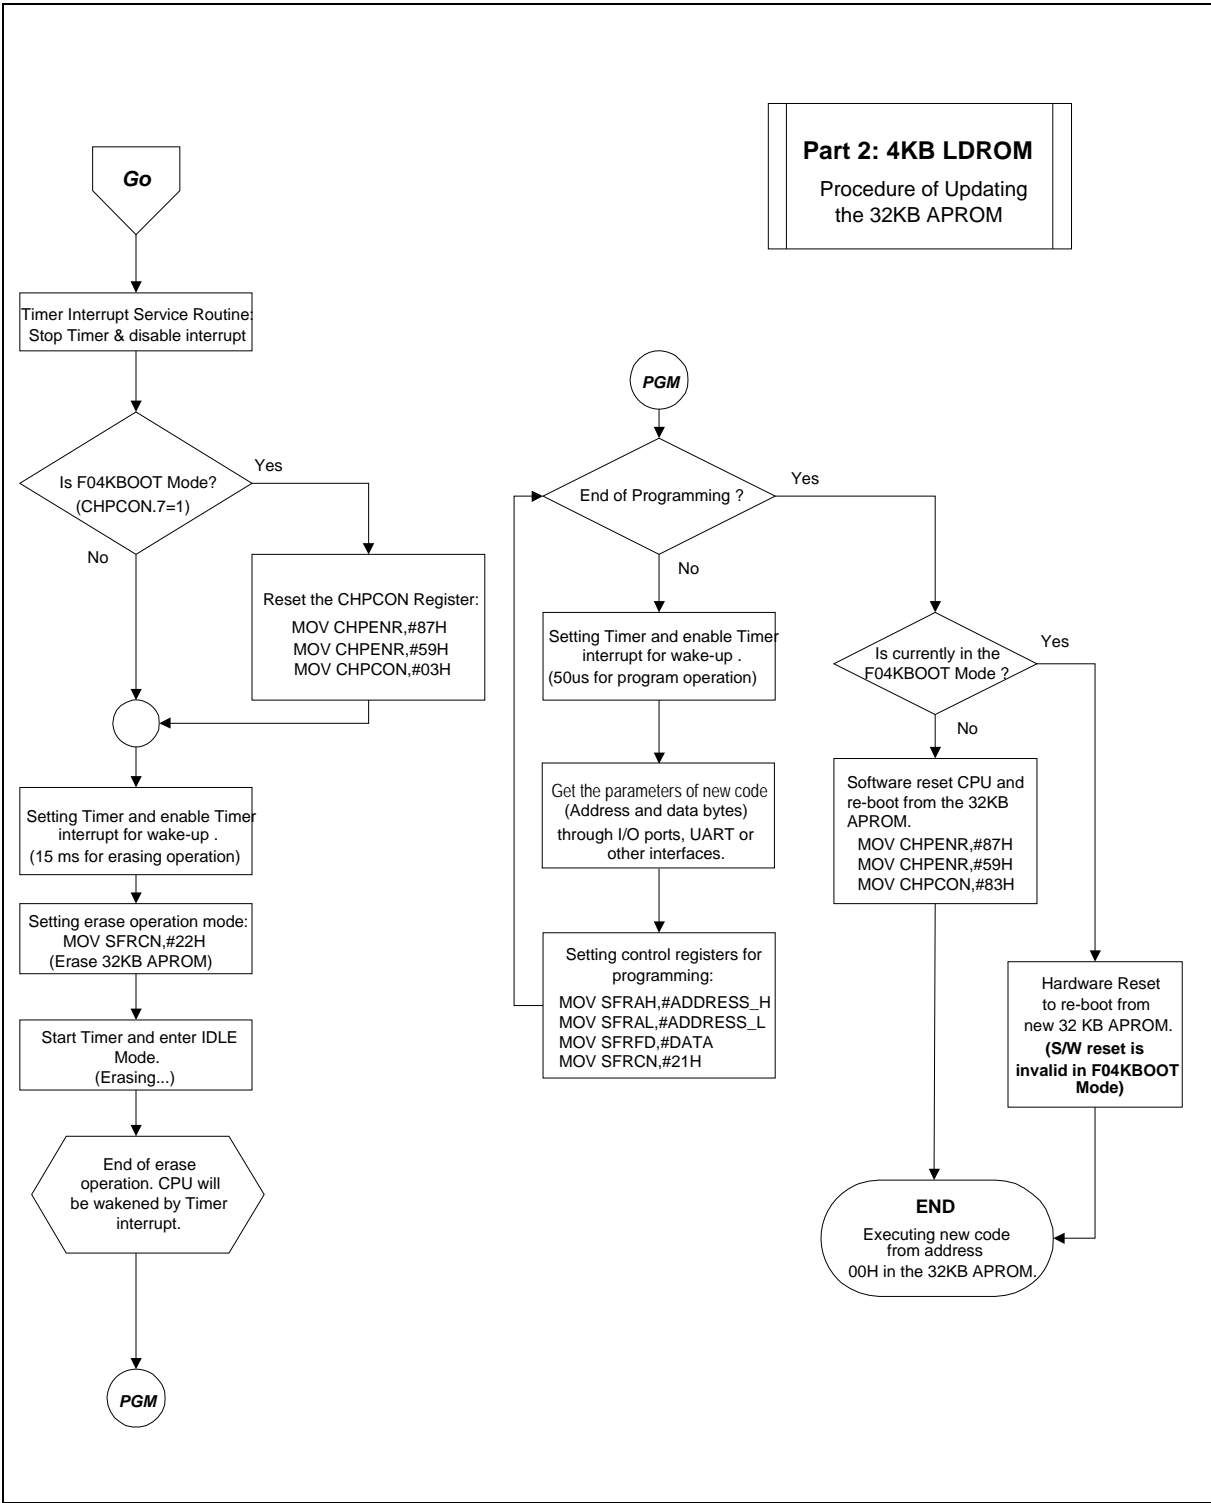 Part 2: 4KB LDROM
Procedure of Updating
the 32KB APROM
Go
Timer Interrupt Service Routine:
Stop Timer & disable interrupt
Is F04KBOOT Mode?
(CHPCON.7=1)
Yes
No
Reset the CHPCON Register:
MOV CHPENR,#87H
MOV CHPENR,#59H
MOV CHPCON,#03H
Setting Timer and enable Timer
interrupt for wake-up .
(15 ms for erasing operation)
Setting erase operation mode:
MOV SFRCN,#22H
(Erase 32KB APROM)
Start Timer and enter IDLE
Mode.
(Erasing...)
End of erase
operation. CPU will
be wakened by Timer
interrupt.
PGM
PGM
End of Programming ?
Yes
No
Setting Timer and enable Timer
interrupt for wake-up .
(50us for program operation)
Get the parameters of new code
(Address and data bytes)
through I/O ports, UART or
other interfaces.
Setting control registers for
programming:
MOV SFRAH,#ADDRESS_H
MOV SFRAL,#ADDRESS_L
MOV SFRFD,#DATA
MOV SFRCN,#21H
Is currently in the
F04KBOOT Mode ?
Yes
No
Software reset CPU and
re-boot from the 32KB
APROM.
MOV CHPENR,#87H
MOV CHPENR,#59H
MOV CHPCON,#83H
Hardware Reset
to re-boot from
new 32 KB APROM.
(S/W reset is
invalid in F04KBOOT
Mode)
END
Executing new code
from address
00H in the 32KB APROM.